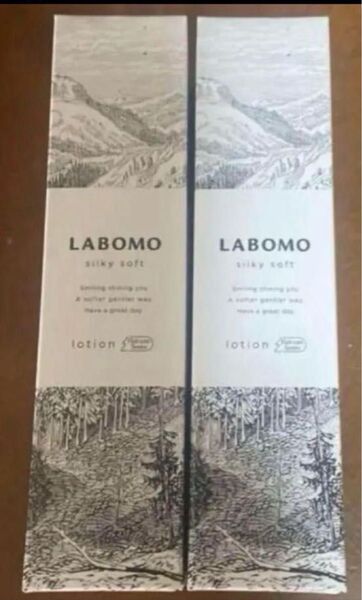 LABOMO
silky soft
Smiling shining you
A softer gentler way
Have a great day
lotion
LABOMO
silky soft
Smiling shining you
A softer gentler way
Have a great day
lotion